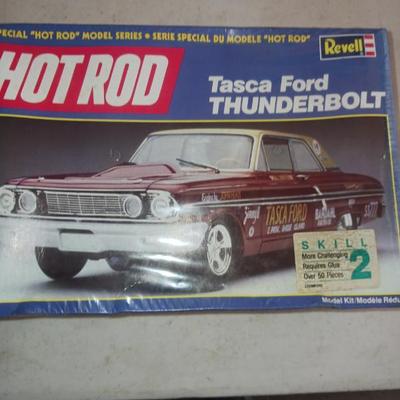 SPECIAL "HOT ROD" MODEL SERIES • SERIE SPECIAL DU MODELE "HOT ROD"
Revell
HOT ROD
Tasca Ford
THUNDERBOLT
TASCA FORD
BARDAHL
SKILL
2
More Challenging
Requires Glue
Over 50 Pieces
Model Kit/Modèle Rédu